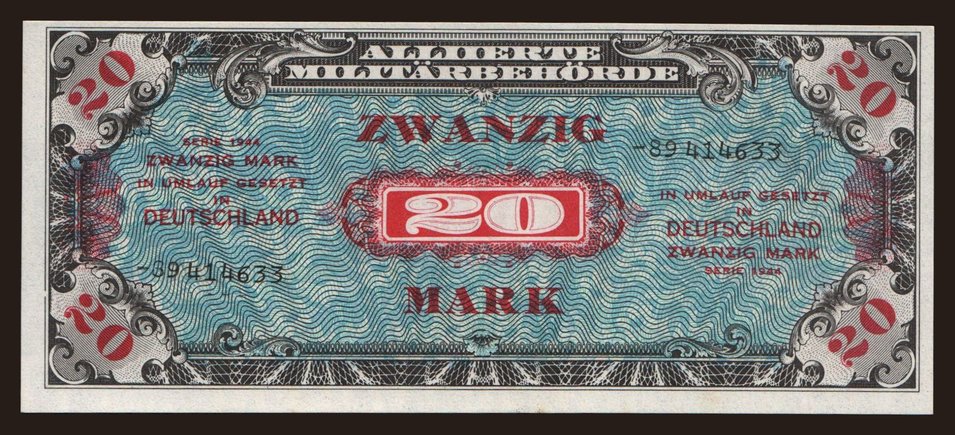 20
ALLIIERTE
MILITÄRBEHÖRDE
20
ZWANZIG
-89414633
SERIE 1944
ZWANZIG MARK
IN UMLAUF GESETZT
IN
DEUTSCHLAND
20
IN UMLAUF GESETZT
IN
DEUTSCHLAND
ZWANZIG MARK
SERIE 1944
-89414633
MARK
20
20